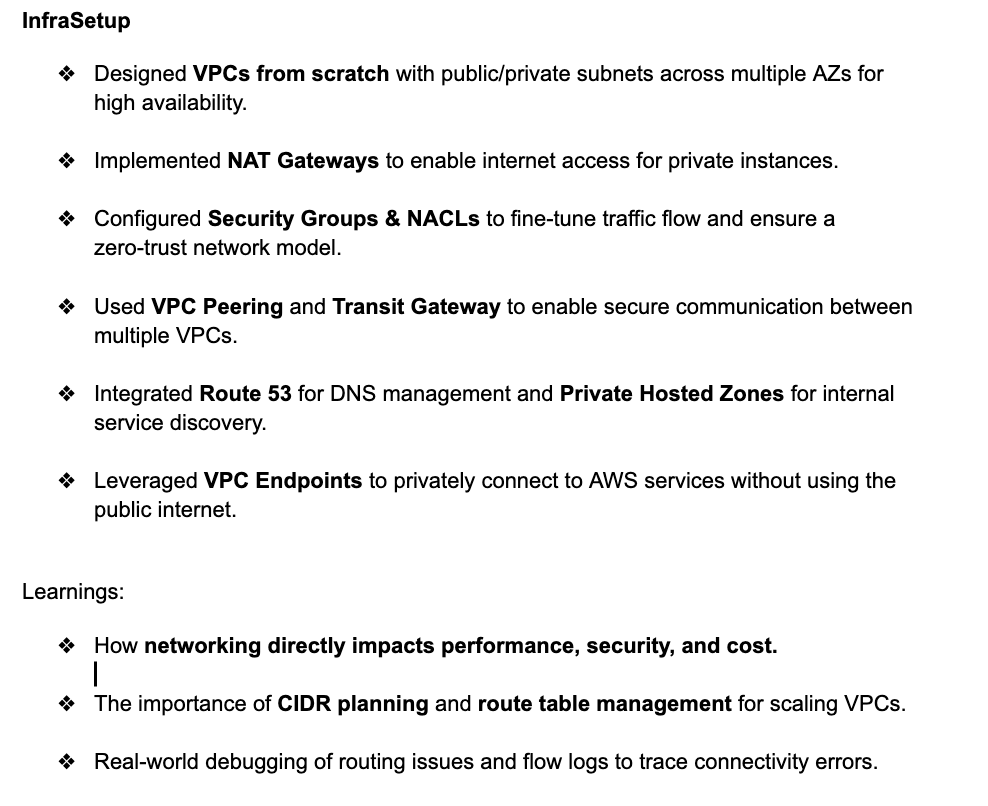 InfraSetup
❖ Designed VPCs from scratch with public/private subnets across multiple AZs for
high availability.
❖ Implemented NAT Gateways to enable internet access for private instances.
❖ Configured Security Groups & NACLs to fine-tune traffic flow and ensure a
zero-trust network model.
❖ Used VPC Peering and Transit Gateway to enable secure communication between
multiple VPCs.
❖ Integrated Route 53 for DNS management and Private Hosted Zones for internal
service discovery.
❖ Leveraged VPC Endpoints to privately connect to AWS services without using the
public internet.
Learnings:
❖ How networking directly impacts performance, security, and cost.
❖ The importance of CIDR planning and route table management for scaling VPCs.
❖ Real-world debugging of routing issues and flow logs to trace connectivity errors.